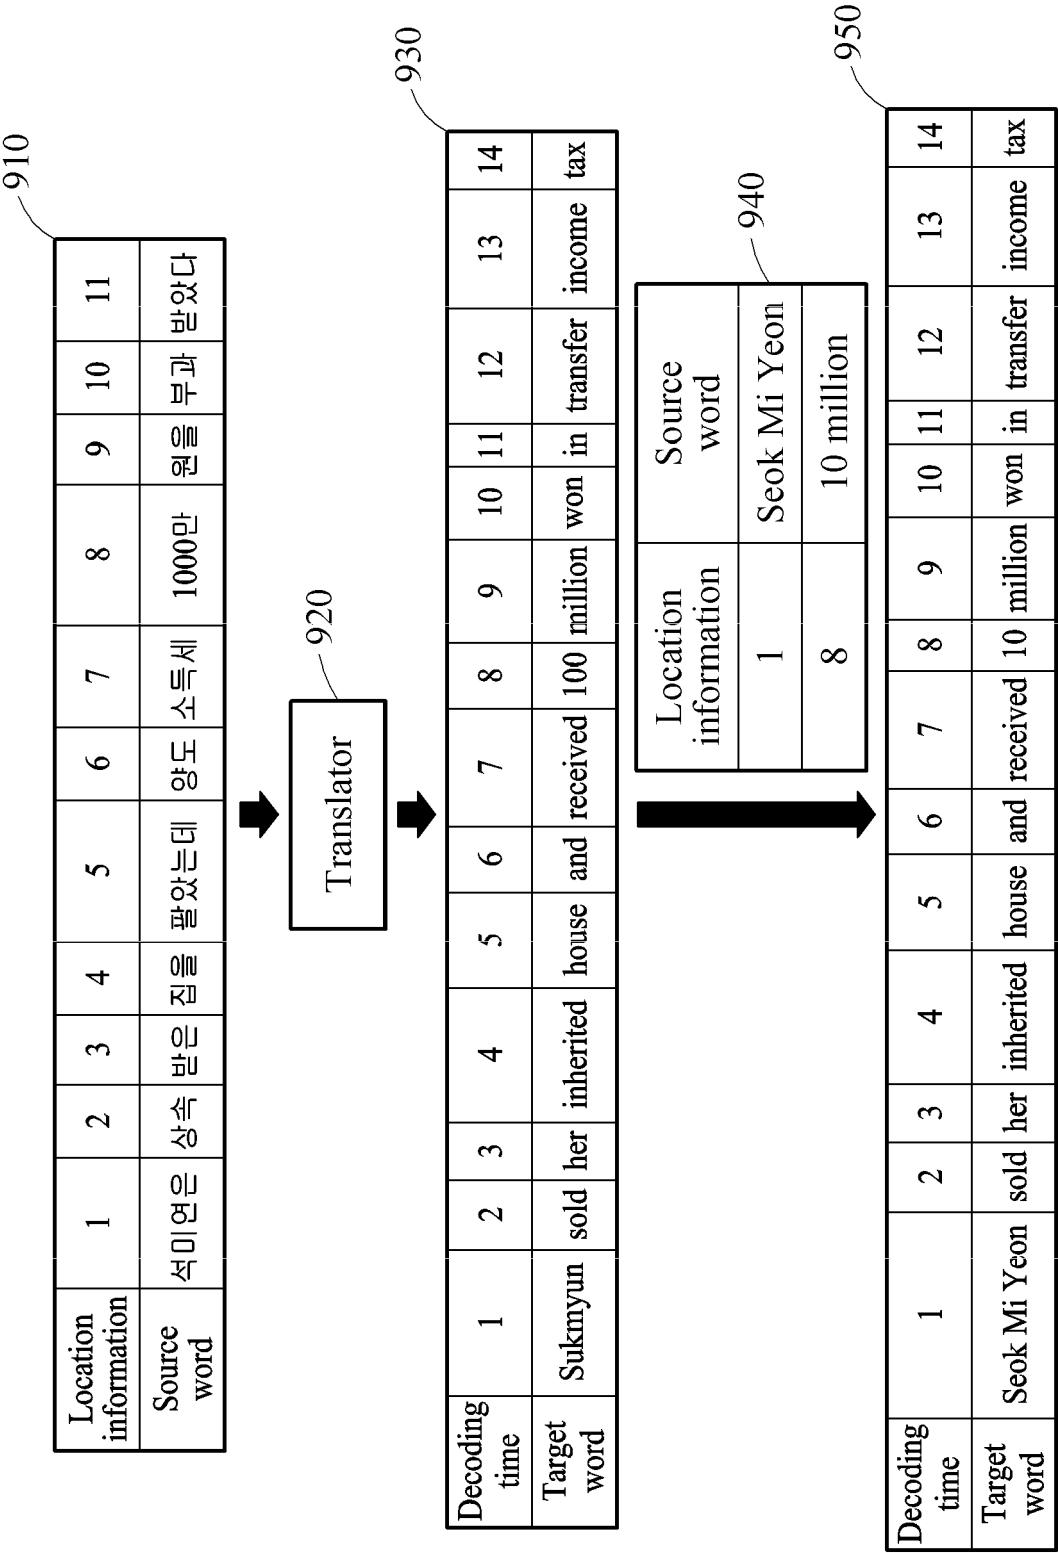 910
Location information 1 2 3 4 5 6 7 8 9 10 11
Source word 석미연은 상속 받은 집을 팔았는데 양도 소득세 1000만 원을 부과 받았다
Translator
920
930
Decoding time 1 2 3 4 5 6 7 8 9 10 11 12 13 14
Target word Sukmyun sold her inherited house and received 100 million won in transfer income tax
940
Location information Source word
1 Seok Mi Yeon
8 10 million
950
Decoding time 1 2 3 4 5 6 7 8 9 10 11 12 13 14
Target word Seok Mi Yeon sold her inherited house and received 10 million won in transfer income tax